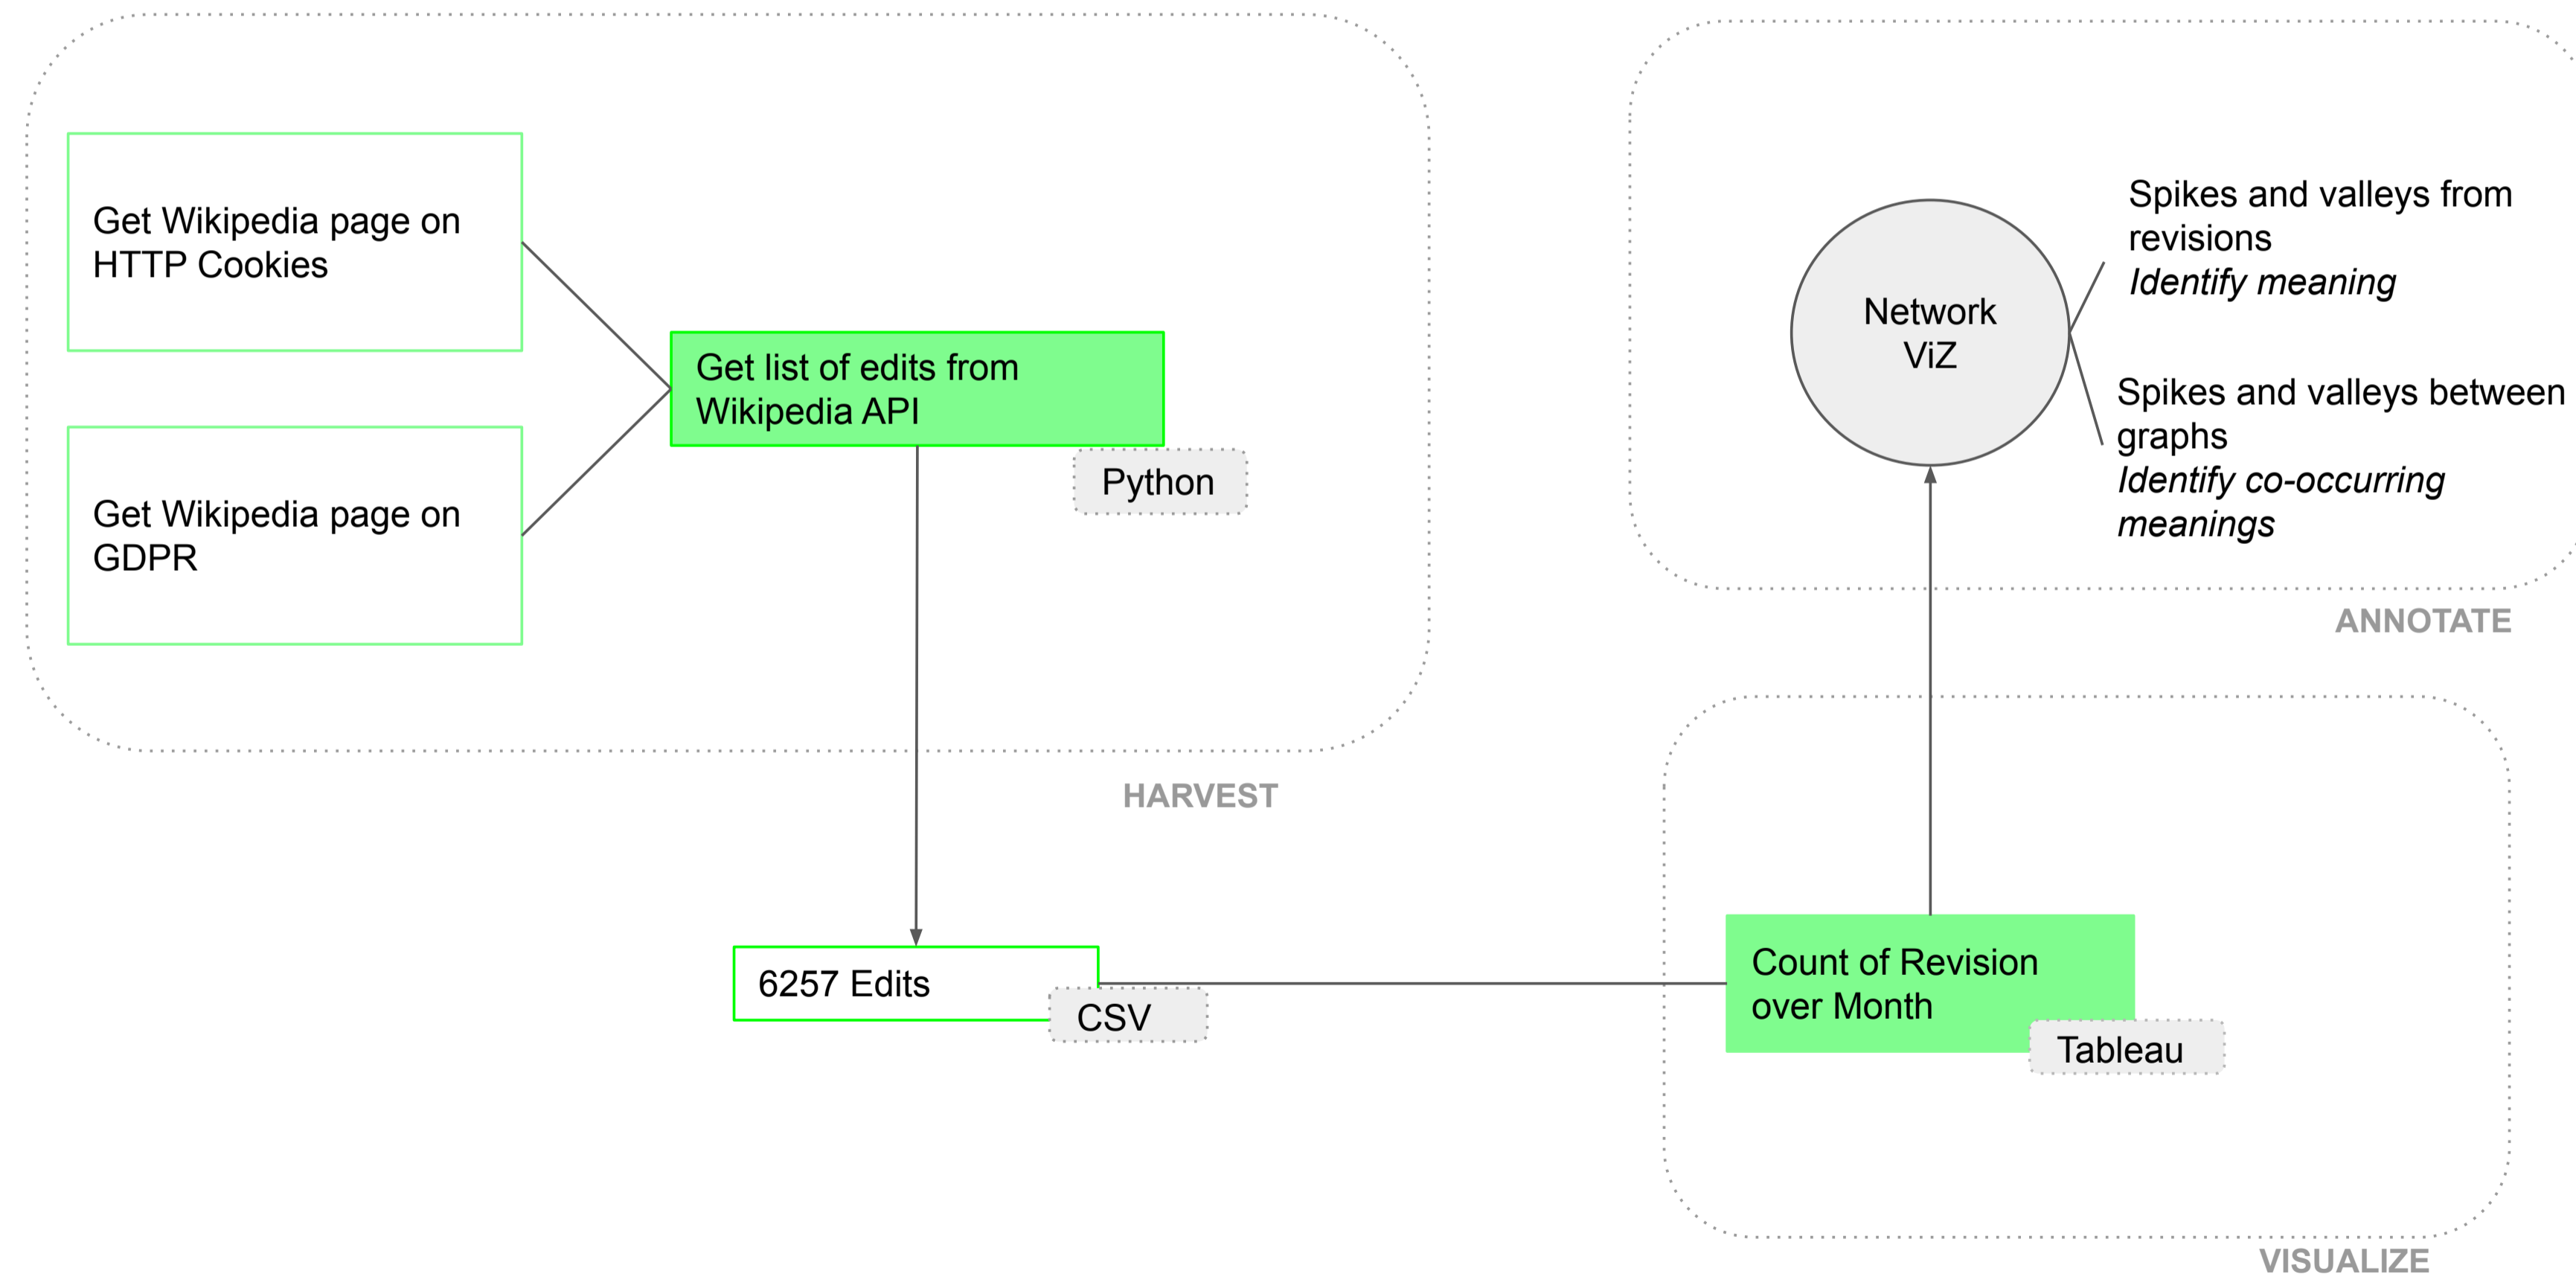 Get Wikipedia page on
HTTP Cookies
Get Wikipedia page on
GDPR
Get list of edits from
Wikipedia API
Python
HARVEST
6257 Edits
CSV
Count of Revision
over Month
Tableau
VISUALIZE
Network
ViZ
Spikes and valleys from
revisions
Identify meaning
Spikes and valleys between
graphs
Identify co-occurring
meanings
ANNOTATE